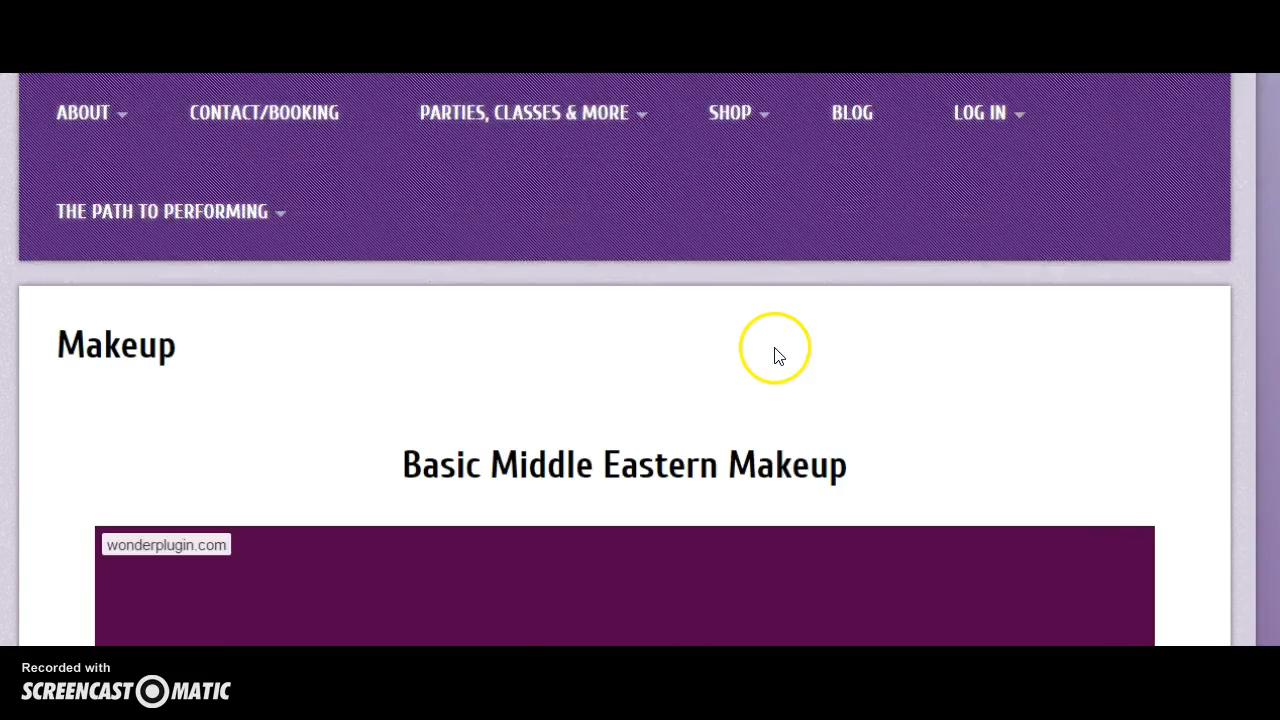 ABOUT CONTACT/BOOKING PARTIES, CLASSES & MORE SHOP BLOG LOG IN
THE PATH TO PERFORMING
Makeup
Basic Middle Eastern Makeup
wonderplugin.com
Recorded with
SCREENCAST MATIC